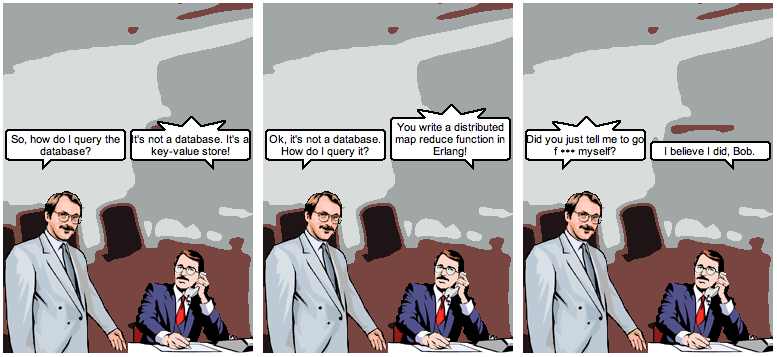 So, how do I query the
database?
It's not a database. It's a
key-value store!
Ok, it's not a database.
How do I query it?
You write a distributed
map reduce function in
Erlang!
Did you just tell me to go
f ••• myself?
I believe I did, Bob.